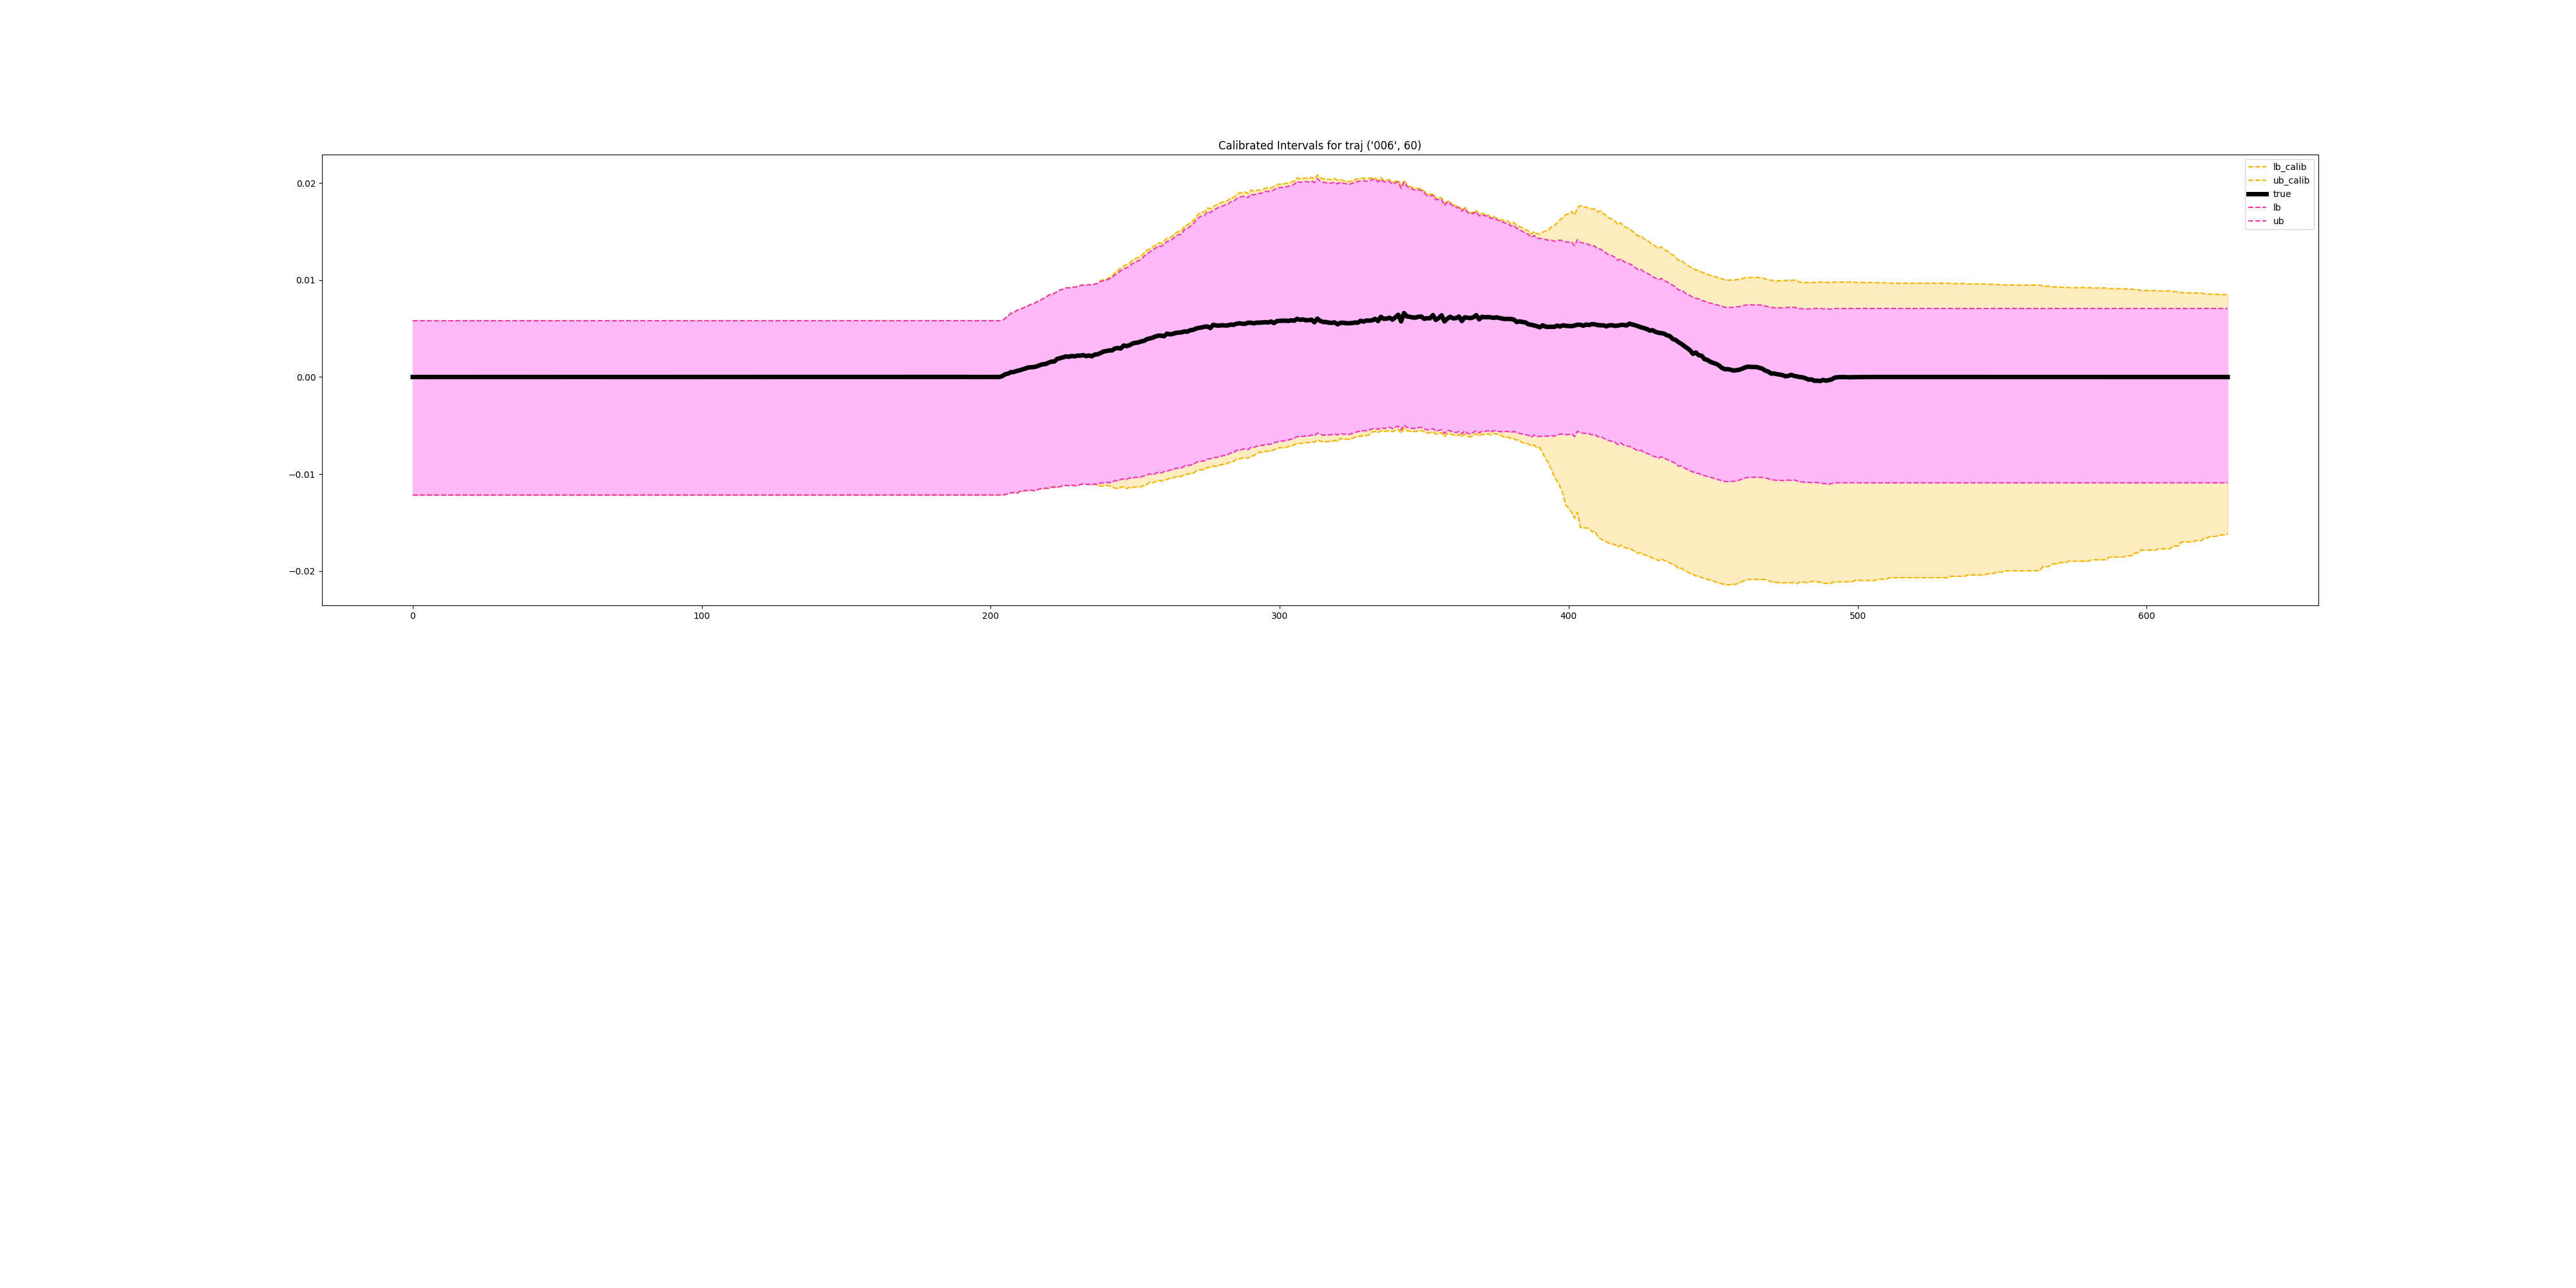 Calibrated Intervals for traj ('006', 60)
lb_calib
ub_calib
true
lb
ub
0.02
0.01
0.00
−0.01
−0.02
0 100 200 300 400 500 600